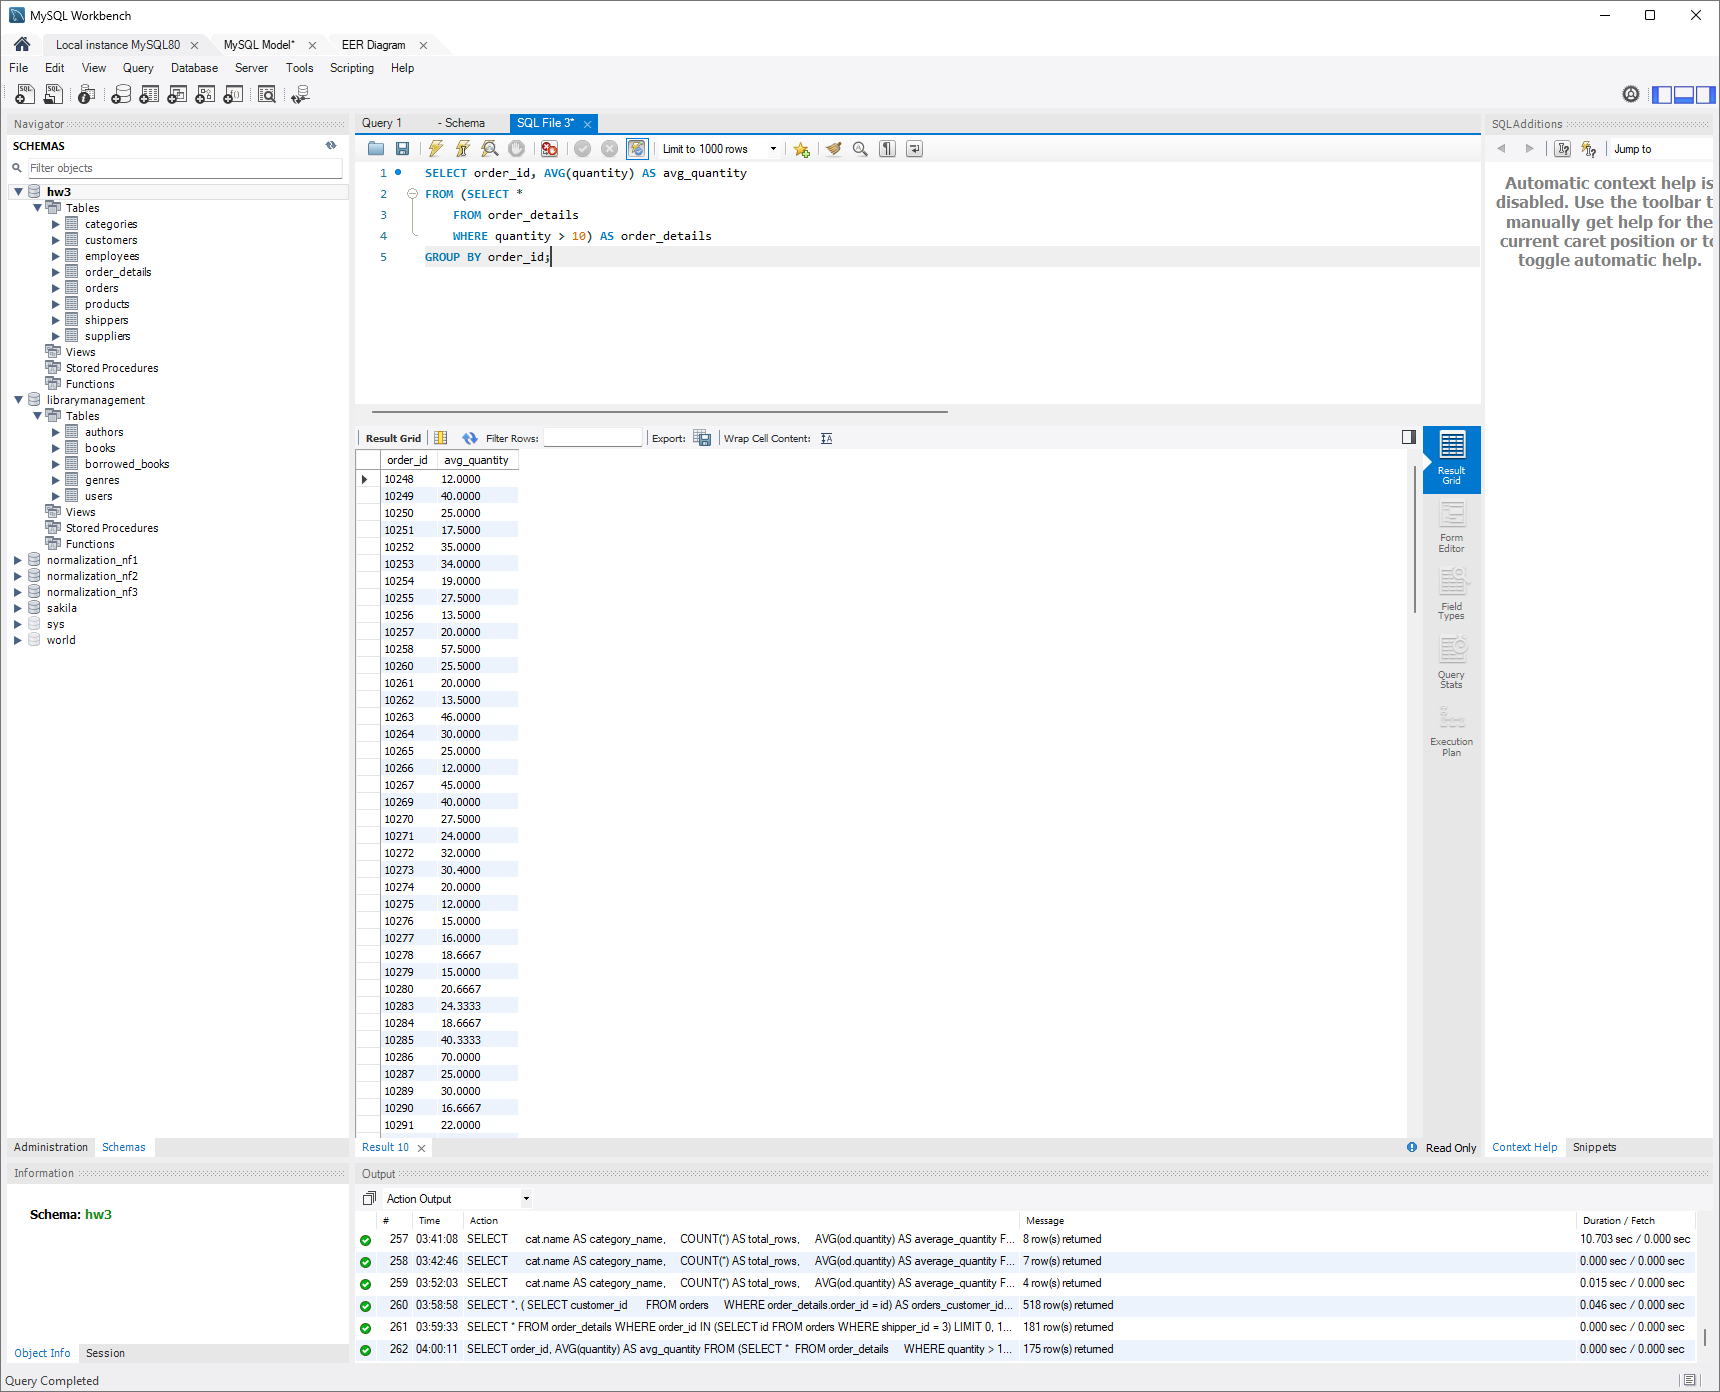 MySQL Workbench
Local instance MySQL80 MySQL Model* EER Diagram
File Edit View Query Database Server Tools Scripting Help
Navigator
SCHEMAS
Filter objects
hw3
Tables
categories
customers
employees
order_details
orders
products
shippers
suppliers
Views
Stored Procedures
Functions
librarymanagement
Tables
authors
books
borrowed_books
genres
users
Views
Stored Procedures
Functions
normalization_nf1
normalization_nf2
normalization_nf3
sakila
sys
world
Administration Schemas
Information
Schema: hw3
Object Info Session
Query Completed
Query 1 - Schema SQL File 3*
Limit to 1000 rows
1 SELECT order_id, AVG(quantity) AS avg_quantity
2 FROM (SELECT *
3 FROM order_details
4 WHERE quantity > 10) AS order_details
5 GROUP BY order_id;
Result Grid Filter Rows: Export: Wrap Cell Content:
order_id avg_quantity
10248 12.0000
10249 40.0000
10250 25.0000
10251 17.5000
10252 35.0000
10253 34.0000
10254 19.0000
10255 27.5000
10256 13.5000
10257 20.0000
10258 57.5000
10260 25.5000
10261 20.0000
10262 13.5000
10263 46.0000
10264 30.0000
10265 25.0000
10266 12.0000
10267 45.0000
10269 40.0000
10270 27.5000
10271 24.0000
10272 32.0000
10273 30.4000
10274 20.0000
10275 12.0000
10276 15.0000
10277 16.0000
10278 18.6667
10279 15.0000
10280 20.6667
10283 24.3333
10284 18.6667
10285 40.3333
10286 70.0000
10287 25.0000
10289 30.0000
10290 16.6667
10291 22.0000
Result
Grid
Form
Editor
Field
Types
Query
Stats
Execution
Plan
Result 10 Read Only
SQLAdditions
Jump to
Automatic context help is
disabled. Use the toolbar t
manually get help for the
current caret position or to
toggle automatic help.
Context Help Snippets
Output
Action Output
# Time Action Message Duration / Fetch
257 03:41:08 SELECT cat.name AS category_name, COUNT(*) AS total_rows, AVG(od.quantity) AS average_quantity F... 8 row(s) returned 10.703 sec / 0.000 sec
258 03:42:46 SELECT cat.name AS category_name, COUNT(*) AS total_rows, AVG(od.quantity) AS average_quantity F... 7 row(s) returned 0.000 sec / 0.000 sec
259 03:52:03 SELECT cat.name AS category_name, COUNT(*) AS total_rows, AVG(od.quantity) AS average_quantity F... 4 row(s) returned 0.015 sec / 0.000 sec
260 03:58:58 SELECT *, ( SELECT customer_id FROM orders WHERE order_details.order_id = id) AS orders_customer_id... 518 row(s) returned 0.046 sec / 0.000 sec
261 03:59:33 SELECT * FROM order_details WHERE order_id IN (SELECT id FROM orders WHERE shipper_id = 3) LIMIT 0, 1... 181 row(s) returned 0.000 sec / 0.000 sec
262 04:00:11 SELECT order_id, AVG(quantity) AS avg_quantity FROM (SELECT * FROM order_details WHERE quantity > 1... 175 row(s) returned 0.000 sec / 0.000 sec